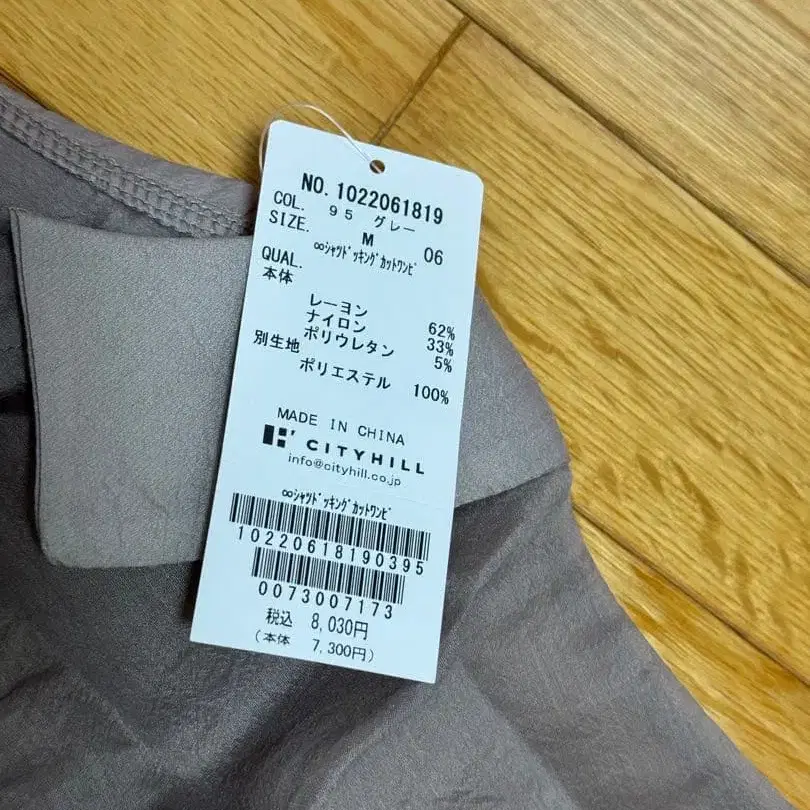 NO. 1022061819
COL. 95 グレー
SIZE. M 06
∞ｼｬﾂﾄﾞｯｷﾝｸﾞｶｯﾄﾜﾝﾋﾟ
QUAL.
本体
レーヨン 62%
ナイロン 33%
ポリウレタン 5%
別生地
ポリエステル 100%
MADE IN CHINA
CITYHILL
info@cityhill.co.jp
∞ｼｬﾂﾄﾞｯｷﾝｸﾞｶｯﾄﾜﾝﾋﾟ
10220618190395
0073007173
税込 8,030円
(本体 7,300円)